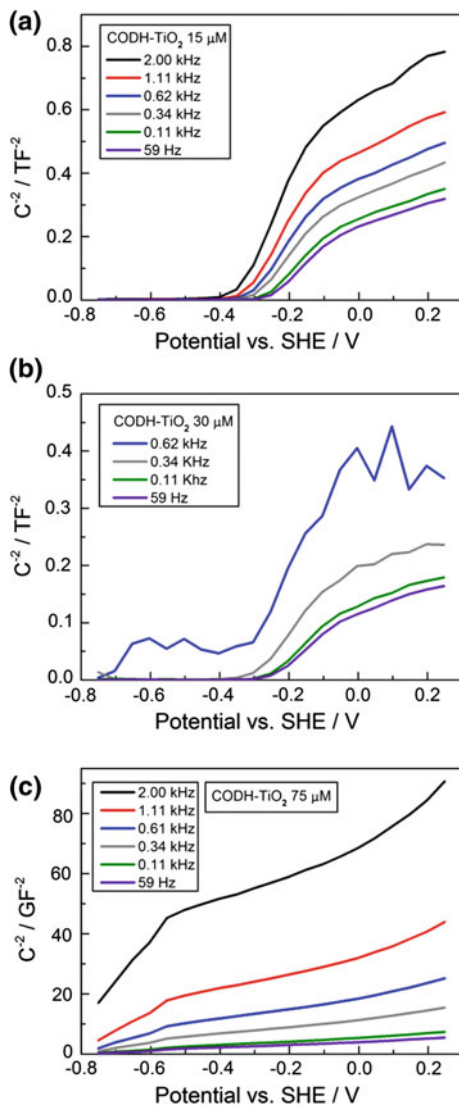 (a)
CODH-TiO₂ 15 μM
2.00 kHz
1.11 kHz
0.62 kHz
0.34 kHz
0.11 kHz
59 Hz
C⁻² / TF⁻²
0.8
0.6
0.4
0.2
0.0
-0.8 -0.6 -0.4 -0.2 0.0 0.2
Potential vs. SHE / V
(b)
CODH-TiO₂ 30 μM
0.62 kHz
0.34 KHz
0.11 Khz
59 Hz
C⁻² / TF⁻²
0.5
0.4
0.3
0.2
0.1
0.0
-0.8 -0.6 -0.4 -0.2 0.0 0.2
Potential vs. SHE / V
(c)
2.00 kHz
1.11 kHz
0.61 kHz
0.34 kHz
0.11 kHz
59 Hz
CODH-TiO₂ 75 μM
C⁻² / GF⁻²
80
60
40
20
0
-0.8 -0.6 -0.4 -0.2 0.0 0.2
Potential vs. SHE / V